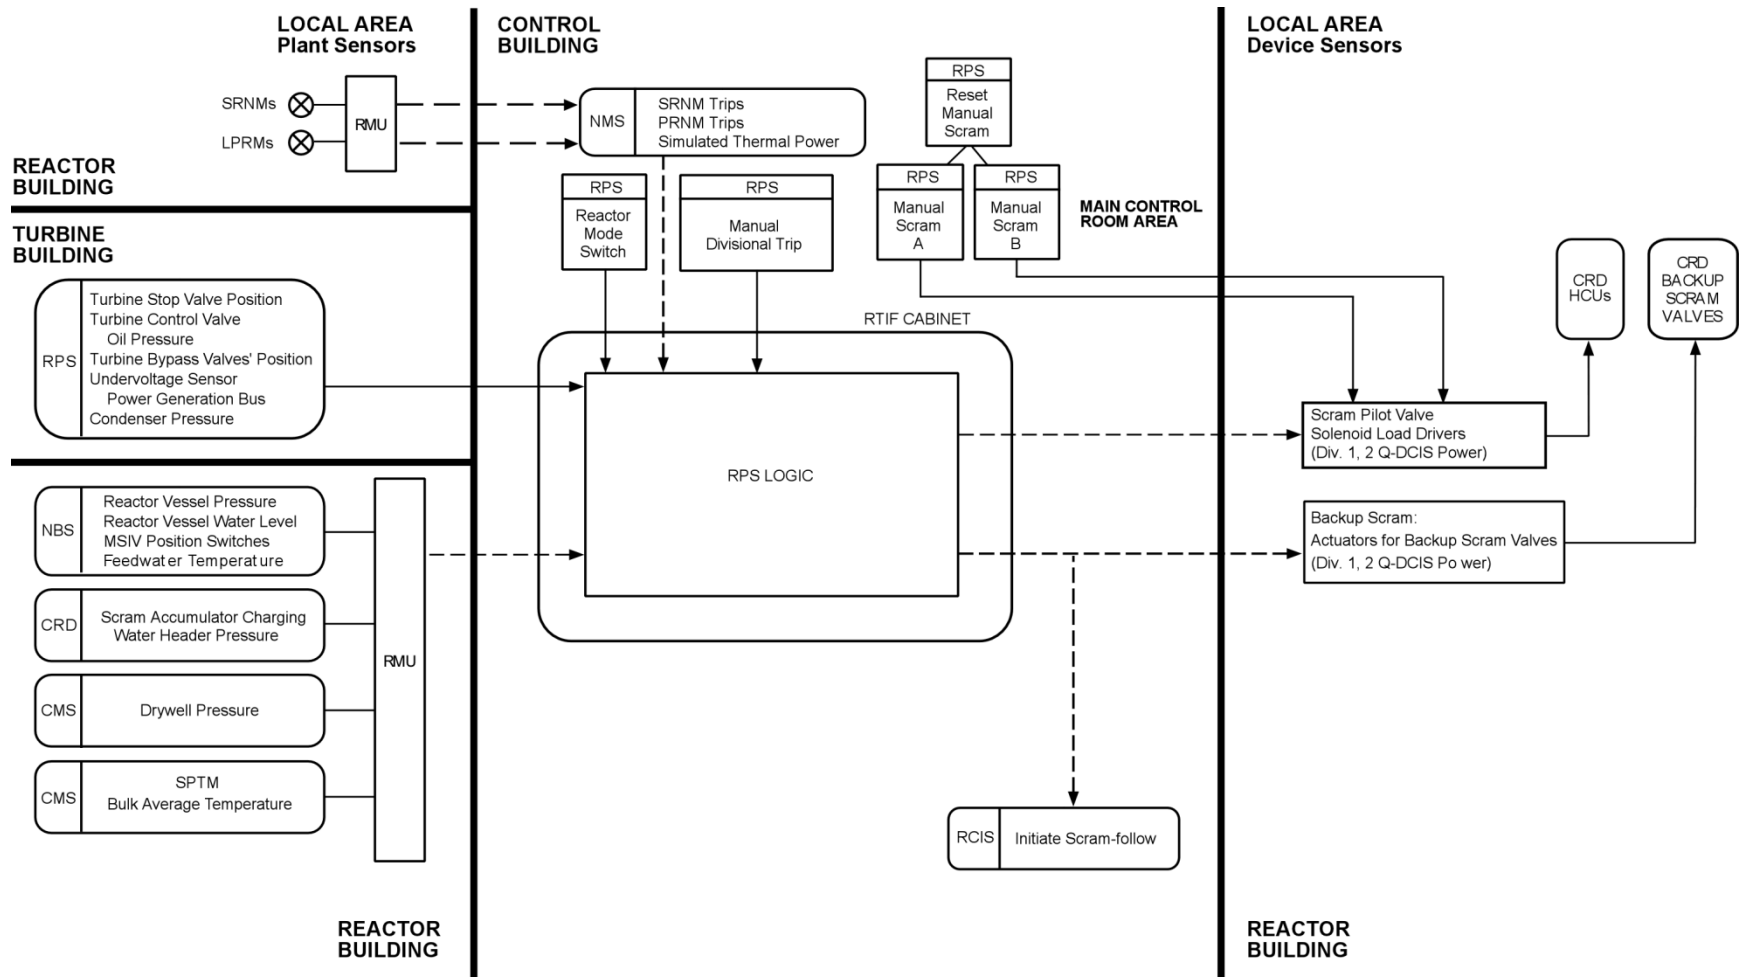 LOCAL AREA
Plant Sensors
SRNMs
LPRMs
RMU
REACTOR
BUILDING
TURBINE
BUILDING
RPS
Turbine Stop Valve Position
Turbine Control Valve
Oil Pressure
Turbine Bypass Valves' Position
Undervoltage Sensor
Power Generation Bus
Condenser Pressure
NBS
Reactor Vessel Pressure
Reactor Vessel Water Level
MSIV Position Switches
Feedwater Temperature
CRD
Scram Accumulator Charging
Water Header Pressure
CMS
Drywell Pressure
CMS
SPTM
Bulk Average Temperature
RMU
REACTOR
BUILDING
CONTROL
BUILDING
NMS
SRNM Trips
PRNM Trips
Simulated Thermal Power
RPS
Reactor
Mode
Switch
RPS
Manual
Divisional Trip
RPS
Reset
Manual
Scram
RPS
Manual
Scram
A
RPS
Manual
Scram
B
MAIN CONTROL
ROOM AREA
RTIF CABINET
RPS LOGIC
RCIS
Initiate Scram-follow
LOCAL AREA
Device Sensors
CRD
HCUs
CRD
BACKUP
SCRAM
VALVES
Scram Pilot Valve
Solenoid Load Drivers
(Div. 1, 2 Q-DCIS Power)
Backup Scram:
Actuators for Backup Scram Valves
(Div. 1, 2 Q-DCIS Po wer)
REACTOR
BUILDING